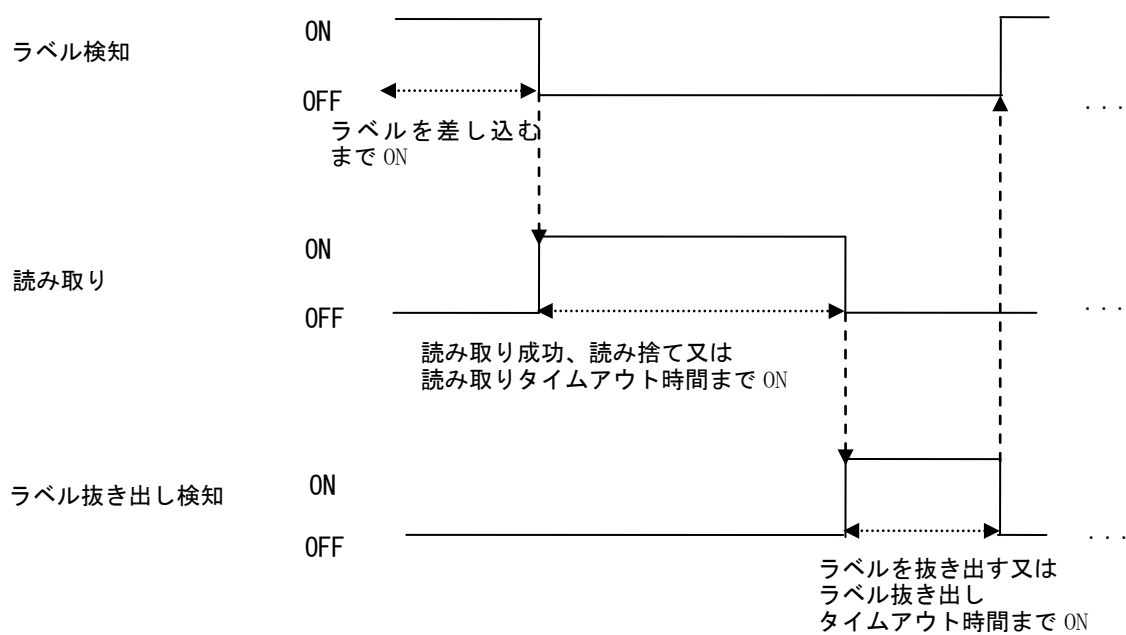 ON
ラベル検知
OFF
...
ラベルを差し込む
まで ON
ON
読み取り
OFF
...
読み取り成功、読み捨て又は
読み取りタイムアウト時間まで ON
ON
ラベル抜き出し検知
OFF
...
ラベルを抜き出す又は
ラベル抜き出し
タイムアウト時間まで ON